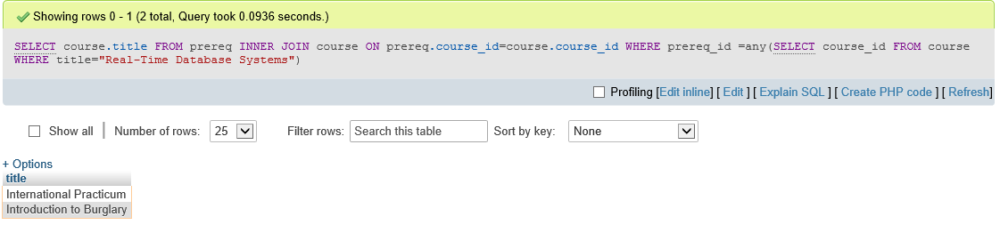 Showing rows 0 - 1 (2 total, Query took 0.0936 seconds.)
SELECT course.title FROM prereq INNER JOIN course ON prereq.course_id=course.course_id WHERE prereq_id =any(SELECT course_id FROM course
WHERE title="Real-Time Database Systems")
Profiling [Edit inline] [ Edit ] [ Explain SQL ] [ Create PHP code ] [ Refresh]
Show all | Number of rows: 25 Filter rows: Search this table Sort by key: None
+ Options
title
International Practicum
Introduction to Burglary